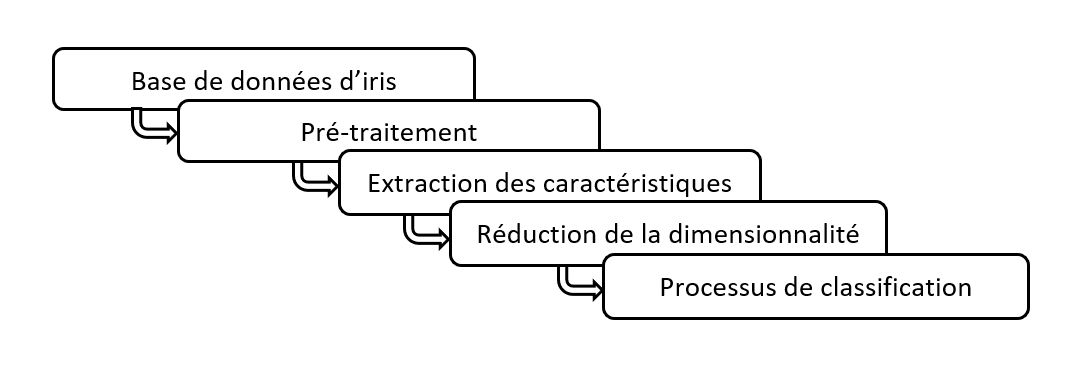 Base de données d’iris
Pré-traitement
Extraction des caractéristiques
Réduction de la dimensionnalité
Processus de classification